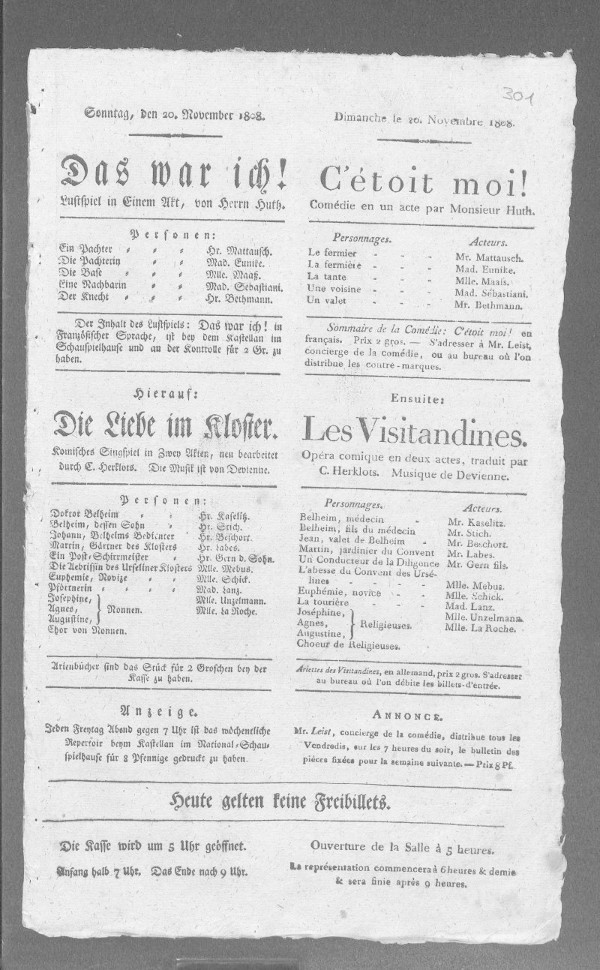 301
Sonntag, den 20. November 1808.
Das war ich!
Lustspiel in Einem Akt, von Herrn Huth.
Personen:
Ein Pachter „ „ „ Hr. Mattausch.
Die Pachterin „ „ Mad. Eunike.
Die Base „ „ „ Mlle. Maaß.
Eine Nachbarin „ „ Mad. Sebastiani.
Der Knecht „ „ „ Hr. Bethmann.
Der Inhalt des Lustspiels: Das war ich! in
Französischer Sprache, ist bey dem Kastellan im
Schauspielhause und an der Kontrolle für 2 Gr. zu
haben.
Hierauf:
Die Liebe im Kloster.
Komisches Singspiel in Zwey Akten, neu bearbeitet
durch C. Herklots. Die Musik ist von Devienne.
Personen:
Doktor Belheim „ „ Hr. Kaselitz.
Belheim, dessen Sohn „ Hr. Stich.
Johann, Belheims Bedienter Hr. Beschort.
Martin, Gärtner des Klosters Hr. Labes.
Ein Post-Schirrmeister „ Hr. Gern d. Sohn.
Die Aebtissin des Urseliner Klosters Mlle. Mebus.
Euphemie, Novize „ „ Mlle. Schick.
Pförtnerin „ „ „ Mad. Lanz.
Josephine,
Agnes, } Nonnen. Mlle. Unzelmann.
Augustine, Mlle. la Roche.
Chor von Nonnen.
Arienbücher sind das Stück für 2 Groschen bey der
Kasse zu haben.
Anzeige.
Jeden Freytag Abend gegen 7 Uhr ist das wöchentliche
Repertoir beym Kastellan im National-Schau-
spielhause für 8 Pfennige gedruckt zu haben.
Dimanche le 20. Novembre 1808.
C'étoit moi!
Comédie en un acte par Monsieur Huth.
Personnages. Acteurs.
Le fermier - - - Mr. Mattausch.
La fermière - - - Mad. Eunike.
La tante - - - Mlle. Maaß.
Une voisine - - - Mad. Sébastiani.
Un valet - - - Mr. Bethmann.
Sommaire de la Comédie: C'étoit moi! en
français. Prix 2 gros. — S'adresser à Mr. Leist,
concierge de la comédie, ou au bureau où l'on
distribue les contre-marques.
Ensuite:
Les Visitandines.
Opéra comique en deux actes, traduit par
C. Herklots. Musique de Devienne.
Personnages. Acteurs.
Belheim, médecin - Mr. Kaselitz.
Belheim, fils du médecin Mr. Stich.
Jean, valet de Belheim - Mr. Beschort.
Martin, jardinier du Convent Mr. Labes.
Un Conducteur de la Diligence Mr. Gern fils.
L'abesse du Convent des Ursé-
lines - - - Mlle. Mebus.
Euphémie, novice - - Mlle. Schick.
La tourière - - - Mad. Lanz.
Joséphine, Mlle. Unzelmann.
Agnes, } Religieuses. Mlle. La Roche.
Augustine,
Choeur de Religieuses.
Ariettes des Visitandines, en allemand, prix 2 gros. S'adresser
au bureau où l'on débite les billets-d'entrée.
Annonce.
Mr. Leist, concierge de la comédie, distribue tous les
Vendredis, sur les 7 heures du soir, le bulletin des
pièces fixées pour la semaine suivante. — Prix 8 Pf.
Heute gelten keine Freibillets.
Die Kasse wird um 5 Uhr geöffnet.
Anfang halb 7 Uhr. Das Ende nach 9 Uhr.
Ouverture de la Salle à 5 heures.
La représentation commencera à 6 heures & demie
& sera finie après 9 heures.